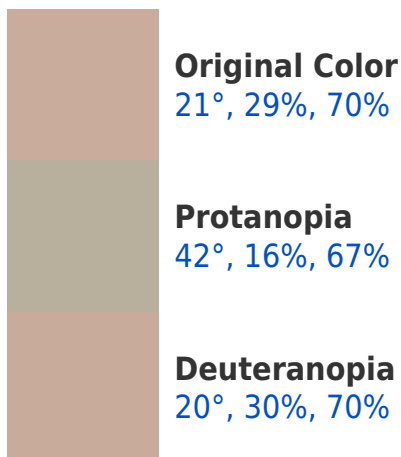 Original Color
21°, 29%, 70%
Protanopia
42°, 16%, 67%
Deuteranopia
20°, 30%, 70%